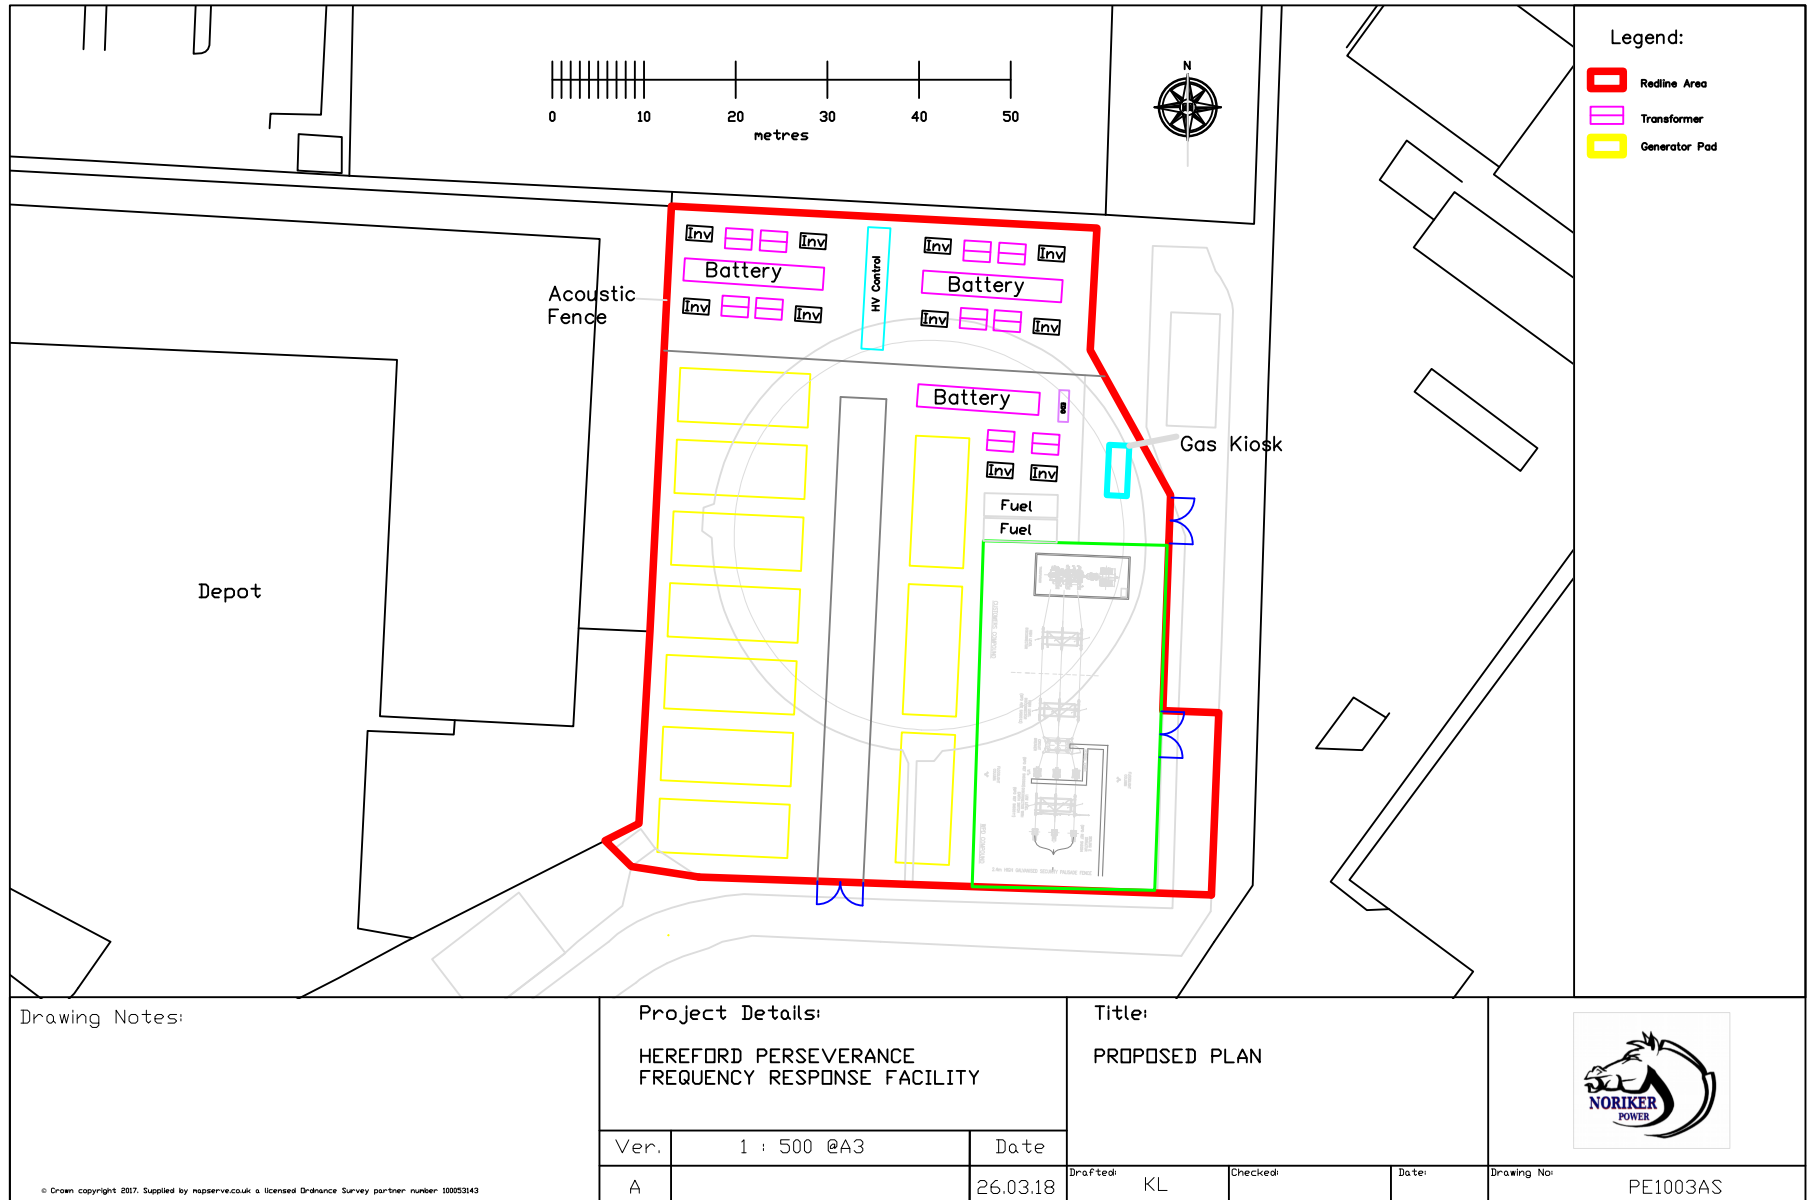 Legend:
Redline Area
Transformer
Generator Pad
0 10 20 30 40 50
metres
N
Inv Inv
Battery
Inv Inv
HV Control
Inv Inv
Battery
Inv Inv
Acoustic
Fence
Battery
Inv Inv
Gas Kiosk
Fuel
Fuel
Depot
Drawing Notes:
© Crown copyright 2017. Supplied by mapserve.co.uk a licensed Ordnance Survey partner number 100053143
Project Details:
HEREFORD PERSEVERANCE
FREQUENCY RESPONSE FACILITY
Ver. 1 : 500 @A3 Date
A 26.03.18
Title:
PROPOSED PLAN
Drafted: KL Checked: Date: Drawing No: PE1003AS
NORIKER
POWER